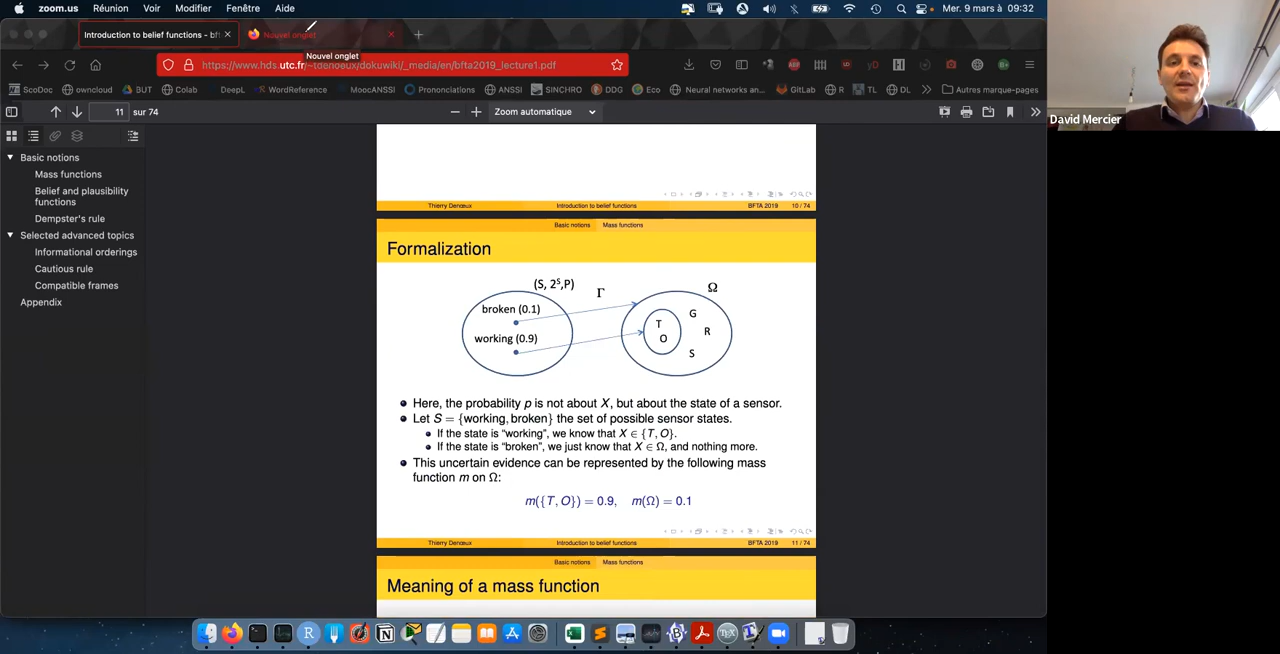 zoom.us Réunion Voir Modifier Fenêtre Aide Mer. 9 mars à 09:32
Introduction to belief functions - bft Nouvel onglet
Nouvel onglet
https://www.hds.utc.fr/~tdenoeux/dokuwiki/_media/en/bfta2019_lecture1.pdf
ScoDoc owncloud BUT Colab DeepL WordReference MoocANSSI Prononciations ANSSI SINCHRO DDG Eco Neural networks an... GitLab R TL DL Autres marque-pages
11 sur 74 Zoom automatique
David Mercier
Basic notions
Mass functions
Belief and plausibility
functions
Dempster's rule
Selected advanced topics
Informational orderings
Cautious rule
Compatible frames
Appendix
Thierry Denœux Introduction to belief functions BFTA 2019 10 / 74
Basic notions Mass functions
Formalization
(S, 2ˢ,P)
Γ
Ω
broken (0.1)
working (0.9)
T
O
G
R
S
Here, the probability p is not about X, but about the state of a sensor.
Let S = {working, broken} the set of possible sensor states.
If the state is "working", we know that X ∈ {T, O}.
If the state is "broken", we just know that X ∈ Ω, and nothing more.
This uncertain evidence can be represented by the following mass
function m on Ω:
m({T, O}) = 0.9, m(Ω) = 0.1
Thierry Denœux Introduction to belief functions BFTA 2019 11 / 74
Basic notions Mass functions
Meaning of a mass function